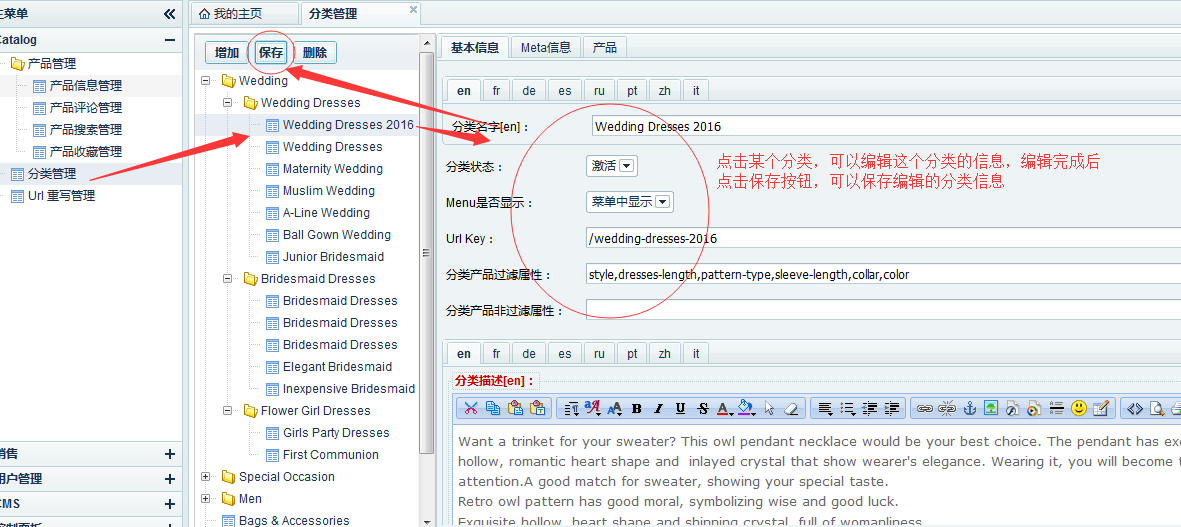 主菜单
Catalog
产品管理
产品信息管理
产品评论管理
产品搜索管理
产品收藏管理
分类管理
Url 重写管理
销售
用户管理
CMS
控制面板
我的主页
分类管理
增加
保存
删除
Wedding
Wedding Dresses
Wedding Dresses 2016
Wedding Dresses
Maternity Wedding
Muslim Wedding
A-Line Wedding
Ball Gown Wedding
Junior Bridesmaid
Bridesmaid Dresses
Bridesmaid Dresses
Bridesmaid Dresses
Bridesmaid Dresses
Elegant Bridesmaid
Inexpensive Bridesmaid
Flower Girl Dresses
Girls Party Dresses
First Communion
Special Occasion
Men
Bags & Accessories
基本信息 Meta信息 产品
en fr de es ru pt zh it
分类名字[en]： Wedding Dresses 2016
分类状态： 激活
Menu是否显示： 菜单中显示
Url Key： /wedding-dresses-2016
分类产品过滤属性： style,dresses-length,pattern-type,sleeve-length,collar,color
分类产品非过滤属性：
点击某个分类，可以编辑这个分类的信息，编辑完成后
点击保存按钮，可以保存编辑的分类信息
en fr de es ru pt zh it
分类描述[en]：
Want a trinket for your sweater? This owl pendant necklace would be your best choice. The pendant has
hollow, romantic heart shape and inlayed crystal that show wearer's elegance. Wearing it, you will become
attention.A good match for sweater, showing your special taste.
Retro owl pattern has good moral, symbolizing wise and good luck.
Exquisite hollow heart shape and shinning crystal, full of womanliness